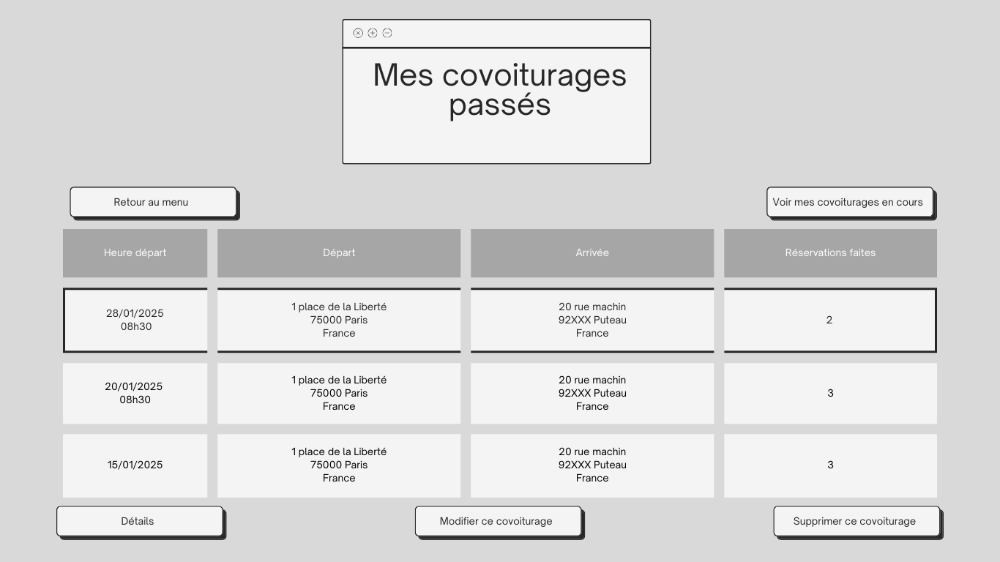 Mes covoiturages
passés
Retour au menu
Voir mes covoiturages en cours
Heure départ
Départ
Arrivée
Réservations faites
28/01/2025
08h30
1 place de la Liberté
75000 Paris
France
20 rue machin
92XXX Puteau
France
2
20/01/2025
08h30
1 place de la Liberté
75000 Paris
France
20 rue machin
92XXX Puteau
France
3
15/01/2025
1 place de la Liberté
75000 Paris
France
20 rue machin
92XXX Puteau
France
3
Détails
Modifier ce covoiturage
Supprimer ce covoiturage